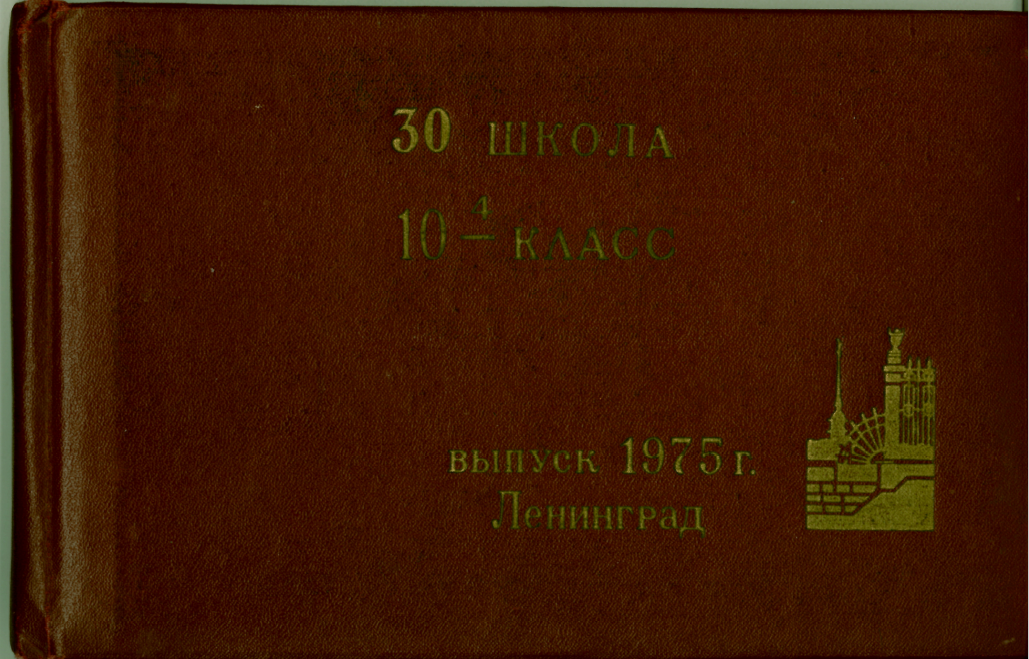 30 ШКОЛА
10 4 КЛАСС
ВЫПУСК 1975 г.
Ленинград